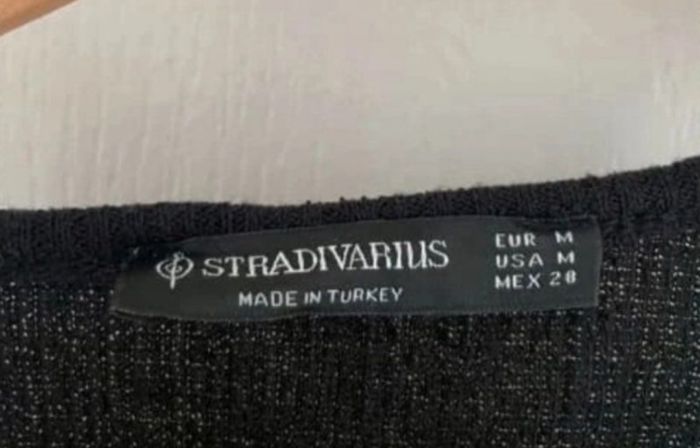 STRADIVARIUS
MADE IN TURKEY
EUR M
USA M
MEX 28